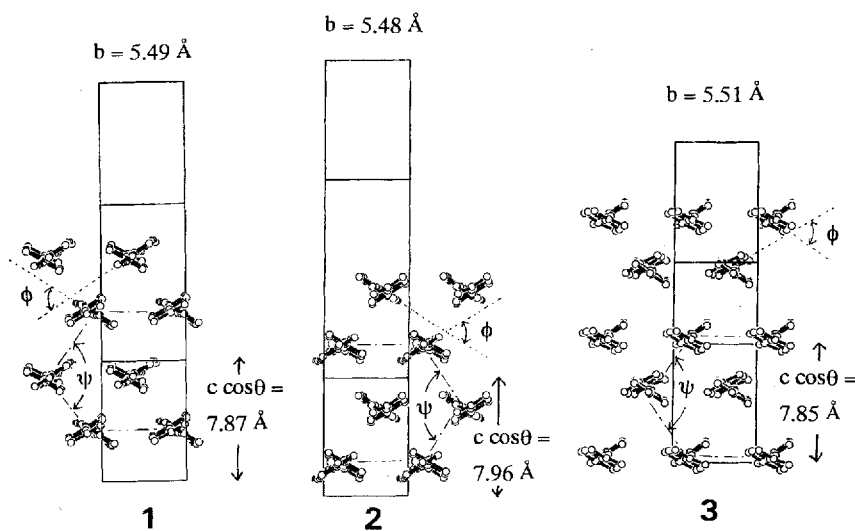 b = 5.49 Å
ϕ
ψ
c cosθ =
7.87 Å
1
b = 5.48 Å
ϕ
ψ
c cosθ =
7.96 Å
2
b = 5.51 Å
ϕ
ψ
c cosθ =
7.85 Å
3